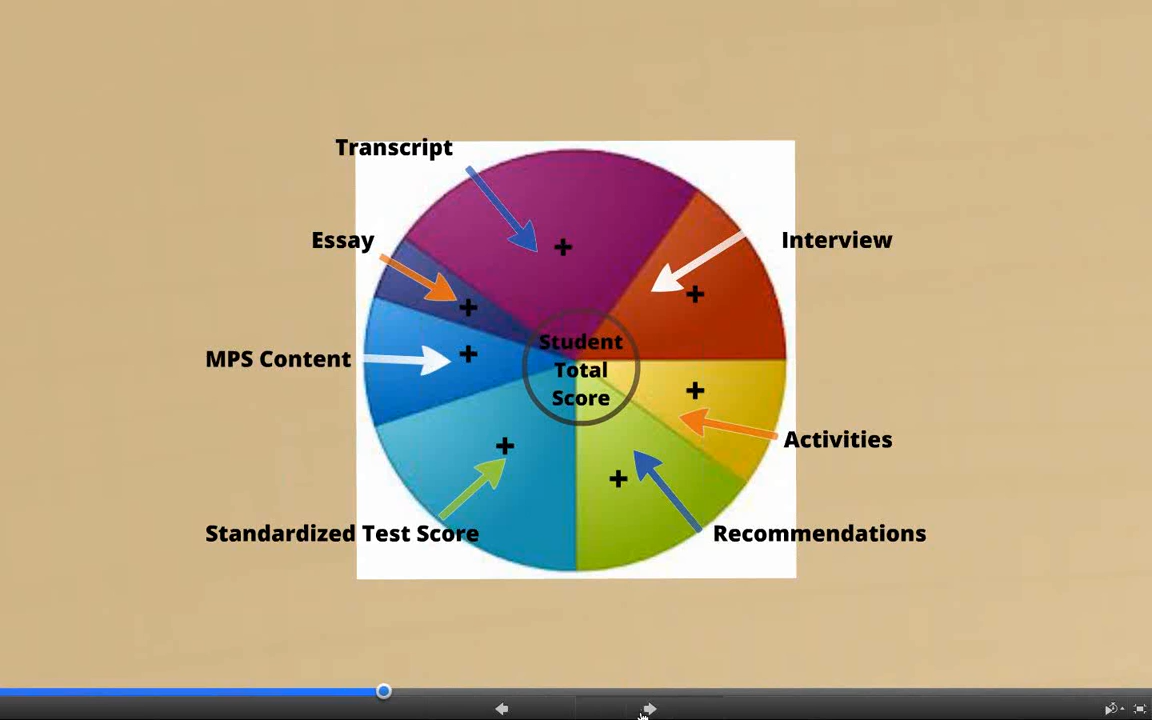 Transcript
Essay
Interview
MPS Content
Student
Total
Score
Activities
Standardized Test Score
Recommendations